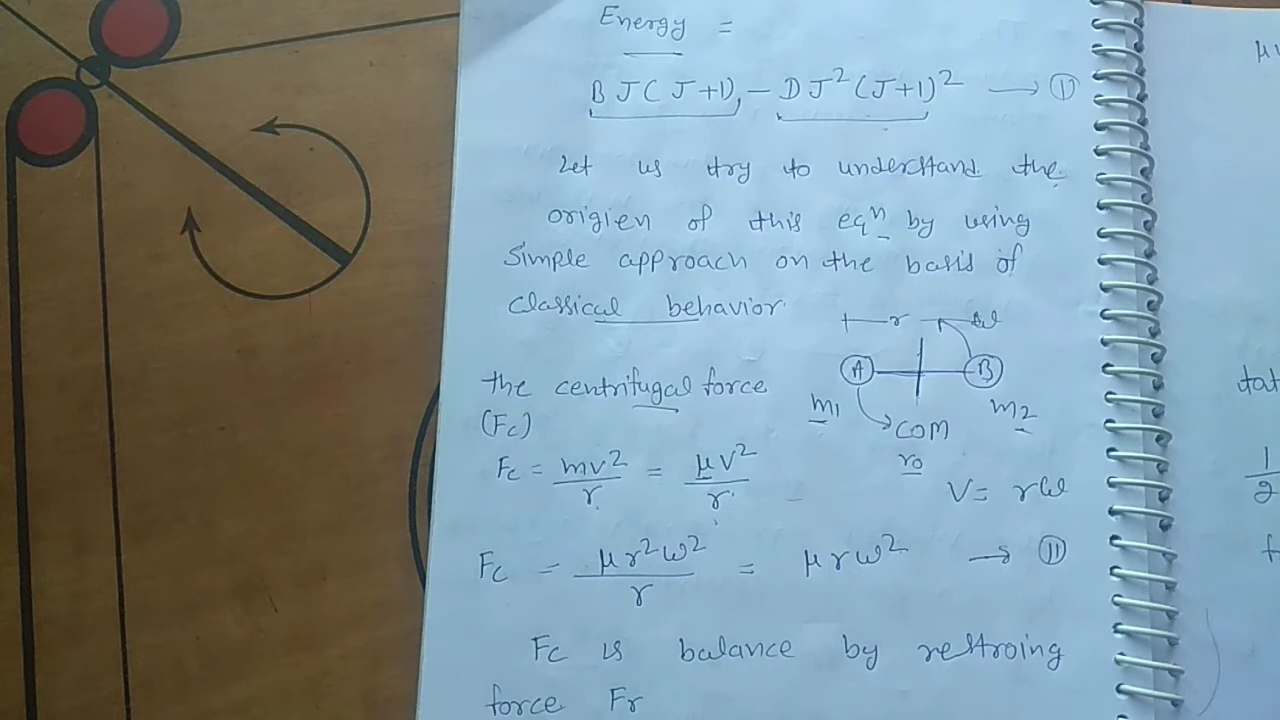 Energy =
BJ(J+1) - DJ²(J+1)² → (I)
Let us try to understand the
origien of this eqⁿ by using
Simple approach on the basis of
Classical behavior.
r ω
A B
m1 m2
COM
r0
the centrifugal force
(Fc)
Fc = mv²/r = μv²/r
V = rω
Fc = μr²ω²/r = μrω² → (II)
Fc is balance by restroing
force Fr
1/2